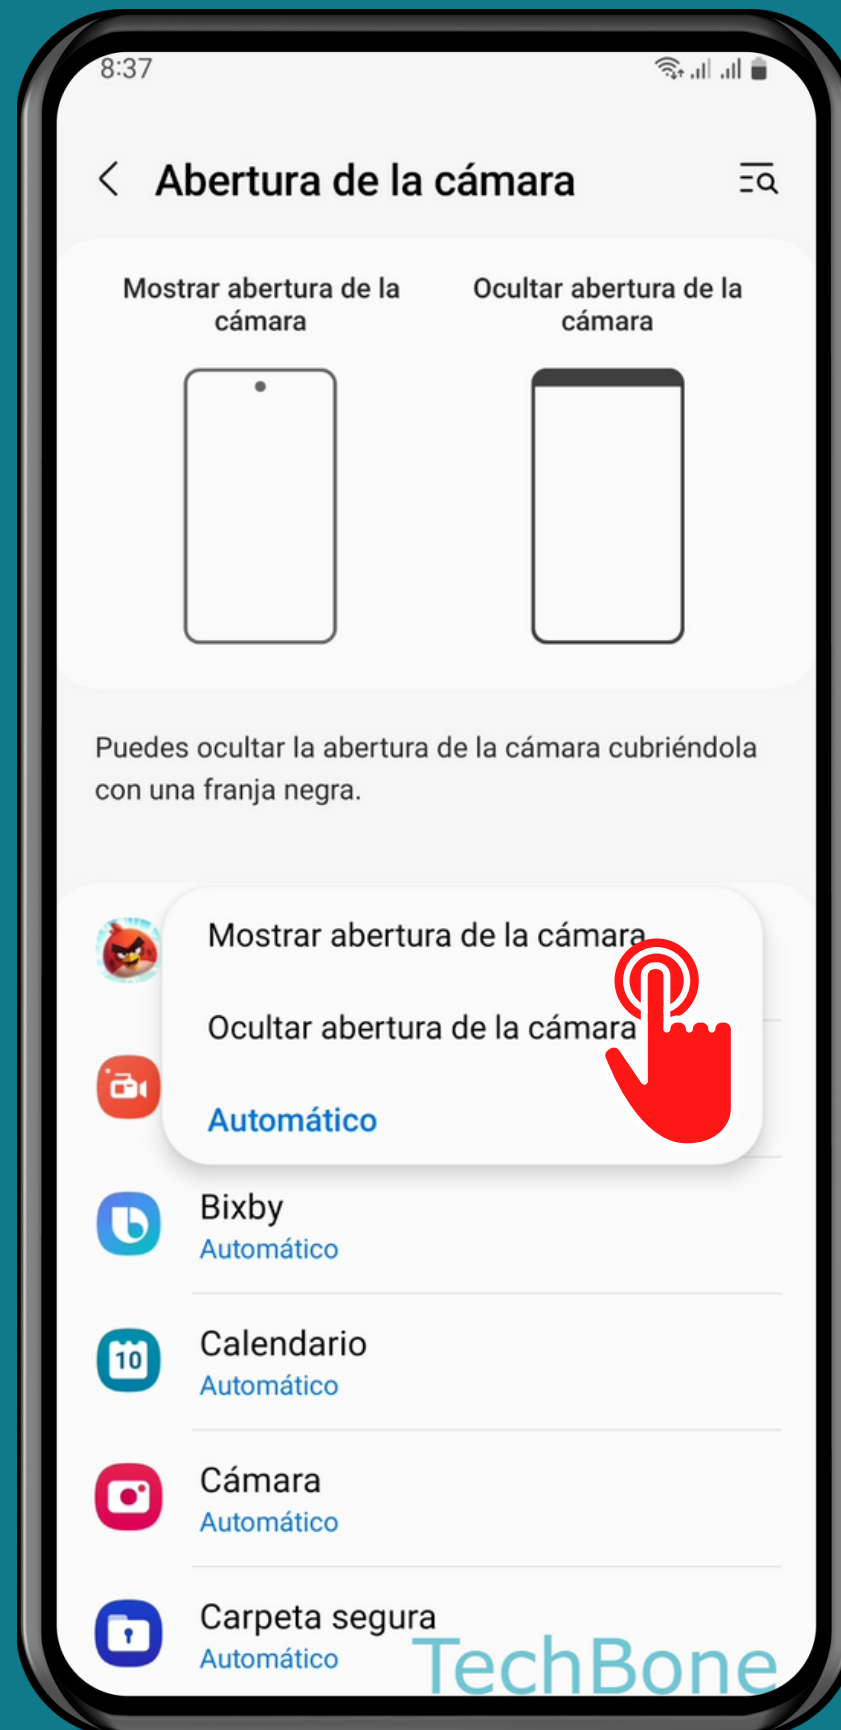 8:37
Abertura de la cámara
Mostrar abertura de la
cámara
Ocultar abertura de la
cámara
Puedes ocultar la abertura de la cámara cubriéndola
con una franja negra.
Mostrar abertura de la cámara
Ocultar abertura de la cámara
Automático
Bixby
Automático
10
Calendario
Automático
Cámara
Automático
Carpeta segura
Automático
TechBone